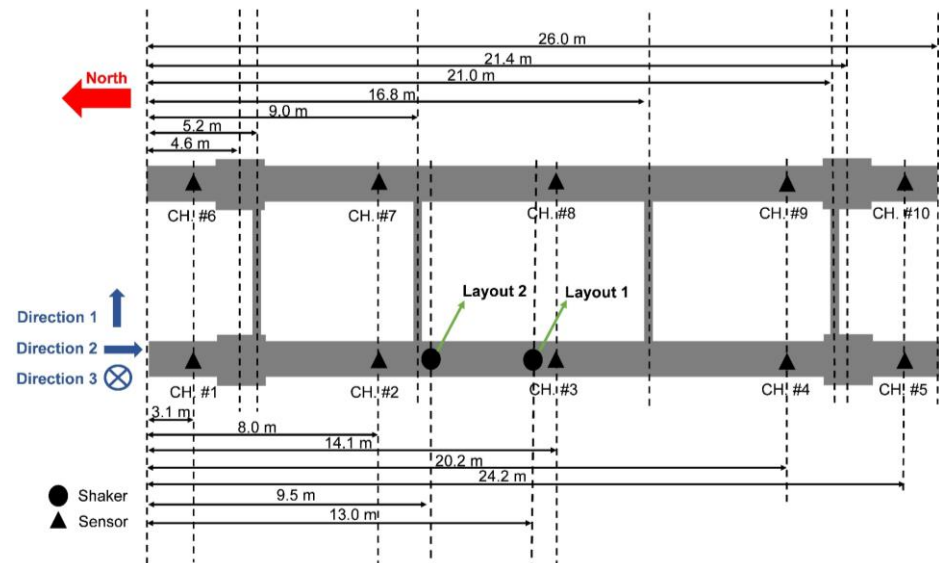 26.0 m
21.4 m
21.0 m
North
16.8 m
9.0 m
5.2 m
4.6 m
CH. #6
CH. #7
CH. #8
CH. #9
CH. #10
Layout 2
Layout 1
Direction 1
Direction 2
Direction 3
CH. #1
CH. #2
CH. #3
CH. #4
CH. #5
3.1 m
8.0 m
14.1 m
20.2 m
24.2 m
Shaker
9.5 m
Sensor
13.0 m